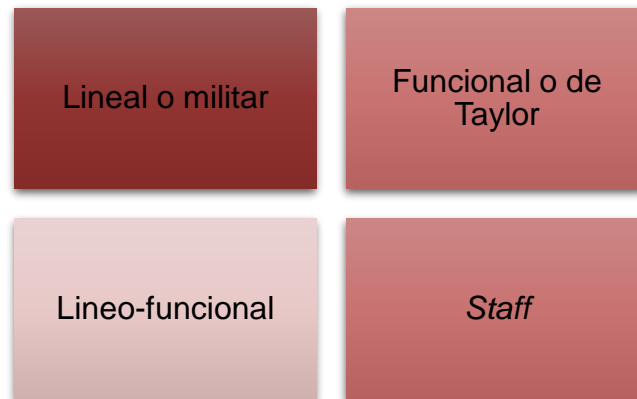 Lineal o militar
Funcional o de
Taylor
Lineo-funcional
Staff